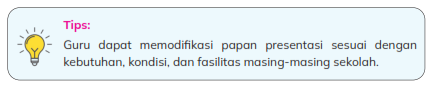 Tips:
Guru dapat memodifikasi papan presentasi sesuai dengan
kebutuhan, kondisi, dan fasilitas masing-masing sekolah.